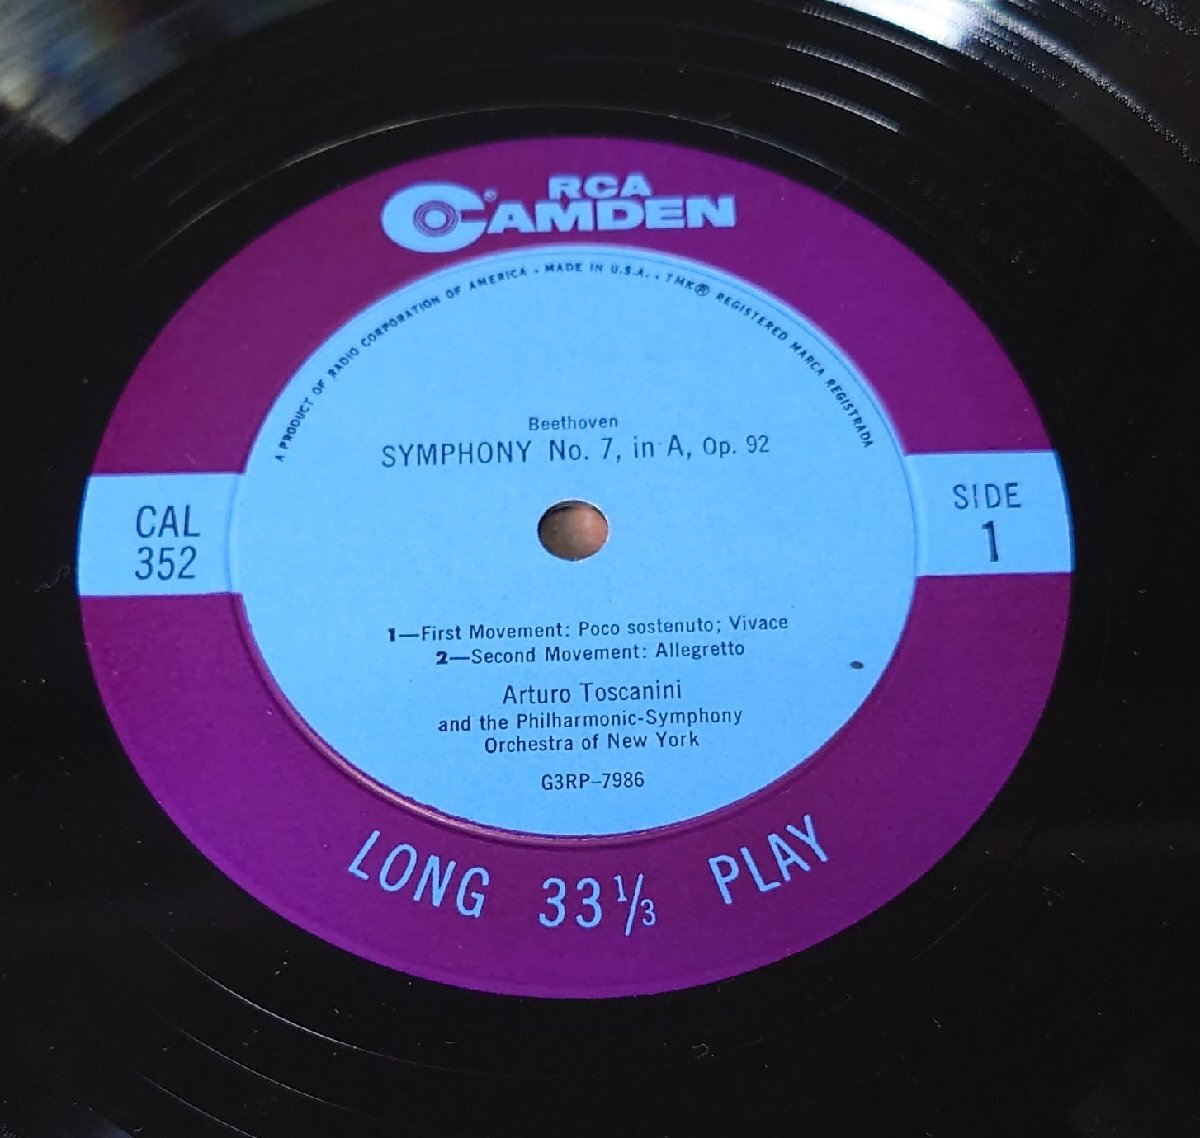 RCA
CAMDEN
A PRODUCT OF RADIO CORPORATION OF AMERICA • MADE IN U.S.A. • TMK® REGISTERED MARCA REGISTRADA
Beethoven
SYMPHONY No. 7, in A, Op. 92
CAL
352
SIDE
1
1—First Movement: Poco sostenuto; Vivace
2—Second Movement: Allegretto
Arturo Toscanini
and the Philharmonic-Symphony
Orchestra of New York
G3RP-7986
LONG 33⅓ PLAY